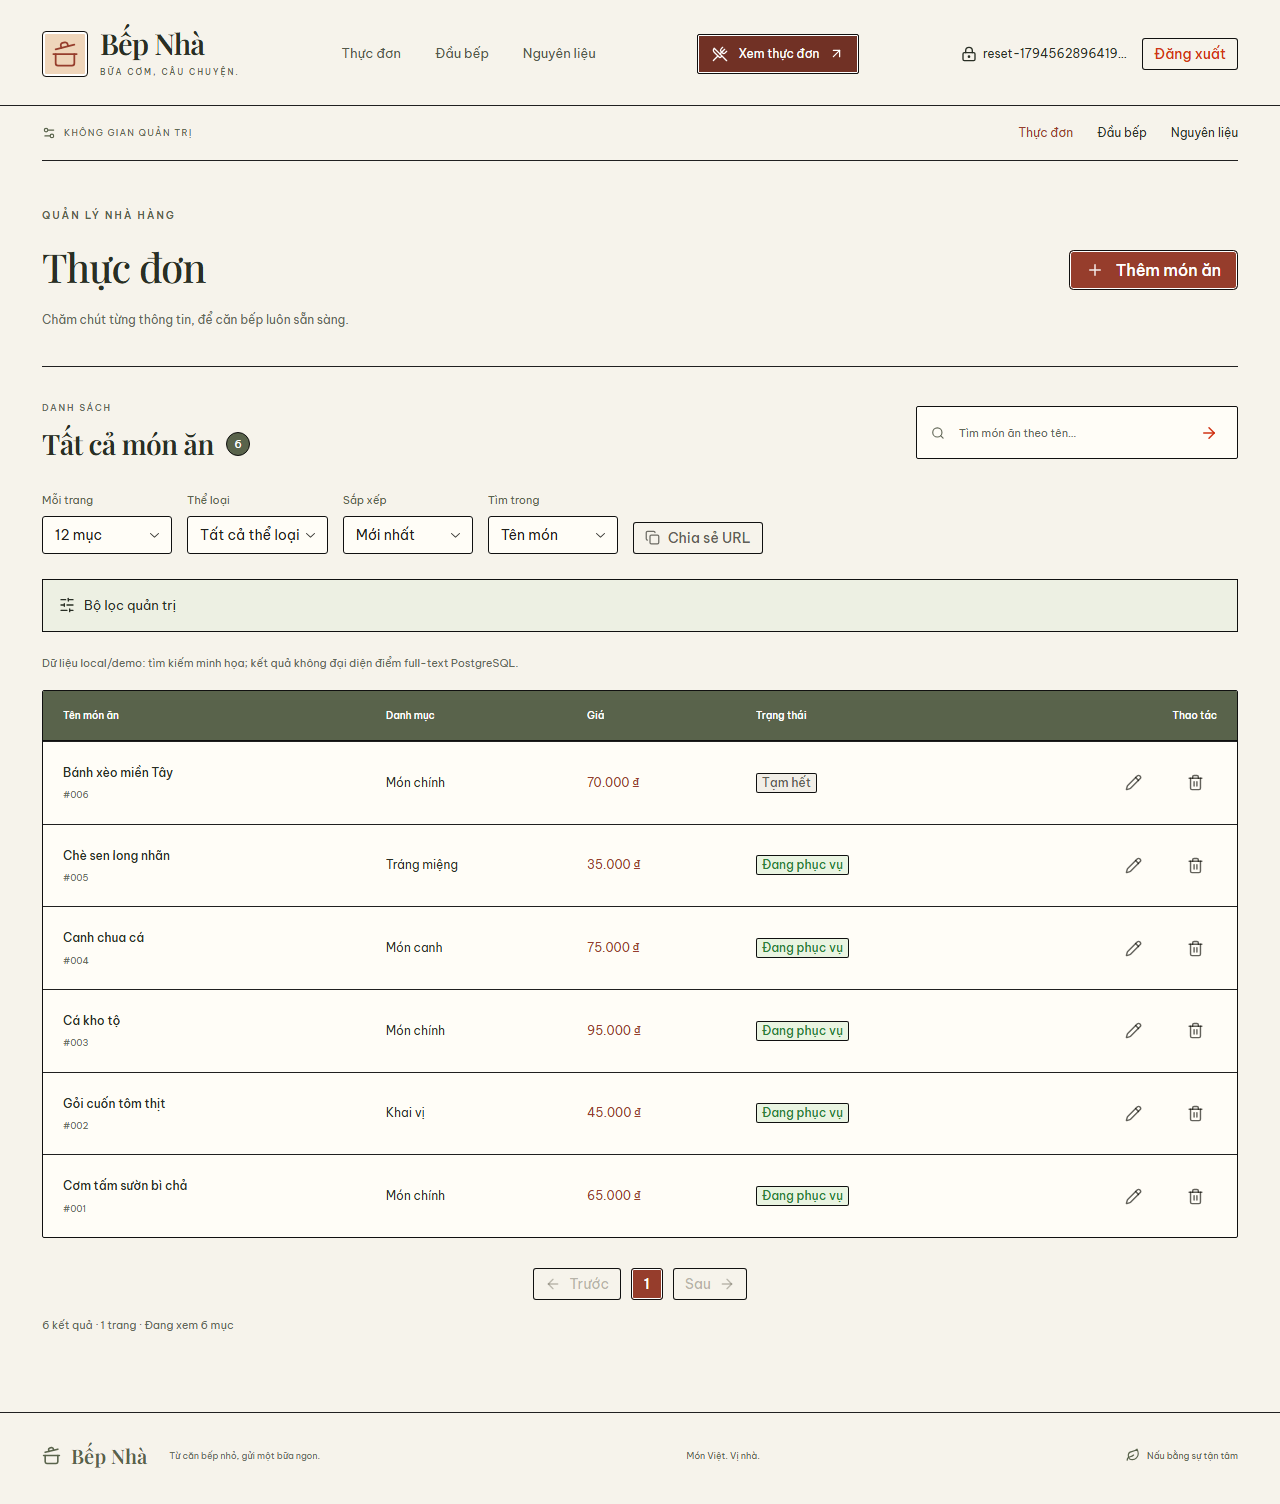 Bếp Nhà
BỮA CƠM, CÂU CHUYỆN.
Thực đơn
Đầu bếp
Nguyên liệu
Xem thực đơn
reset-1794562896419...
Đăng xuất
KHÔNG GIAN QUẢN TRỊ
Thực đơn
Đầu bếp
Nguyên liệu
QUẢN LÝ NHÀ HÀNG
Thực đơn
Thêm món ăn
Chăm chút từng thông tin, để căn bếp luôn sẵn sàng.
DANH SÁCH
Tất cả món ăn 6
Tìm món ăn theo tên...
Mỗi trang
Thể loại
Sắp xếp
Tìm trong
12 mục
Tất cả thể loại
Mới nhất
Tên món
Chia sẻ URL
Bộ lọc quản trị
Dữ liệu local/demo: tìm kiếm minh họa; kết quả không đại diện điểm full-text PostgreSQL.
Tên món ăn Danh mục Giá Trạng thái Thao tác
Bánh xèo miền Tây
#006
Món chính
70.000 đ
Tạm hết
Chè sen long nhãn
#005
Tráng miệng
35.000 đ
Đang phục vụ
Canh chua cá
#004
Món canh
75.000 đ
Đang phục vụ
Cá kho tộ
#003
Món chính
95.000 đ
Đang phục vụ
Gỏi cuốn tôm thịt
#002
Khai vị
45.000 đ
Đang phục vụ
Cơm tấm sườn bì chả
#001
Món chính
65.000 đ
Đang phục vụ
Trước
1
Sau
6 kết quả · 1 trang · Đang xem 6 mục
Bếp Nhà
Từ căn bếp nhỏ, gửi một bữa ngon.
Món Việt. Vị nhà.
Nấu bằng sự tận tâm